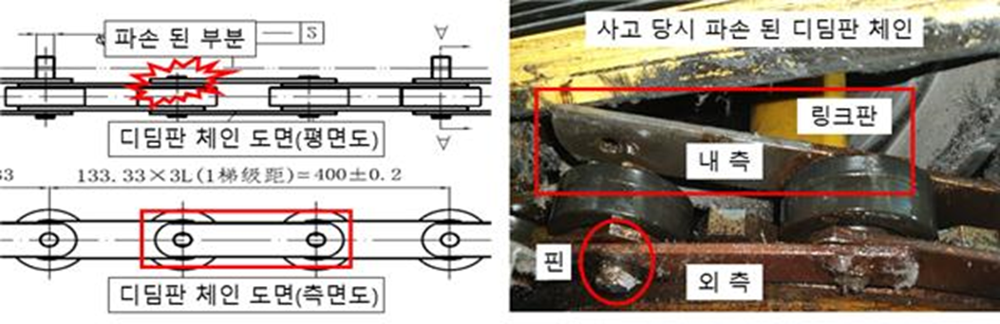 파손 된 부분
2
A
디딤판 체인 도면(평면도)
A
33
133.33×3L(1梯级距)=400±0.2
디딤판 체인 도면(측면도)
사고 당시 파손 된 디딤판 체인
링크판
내 측
핀
외 측